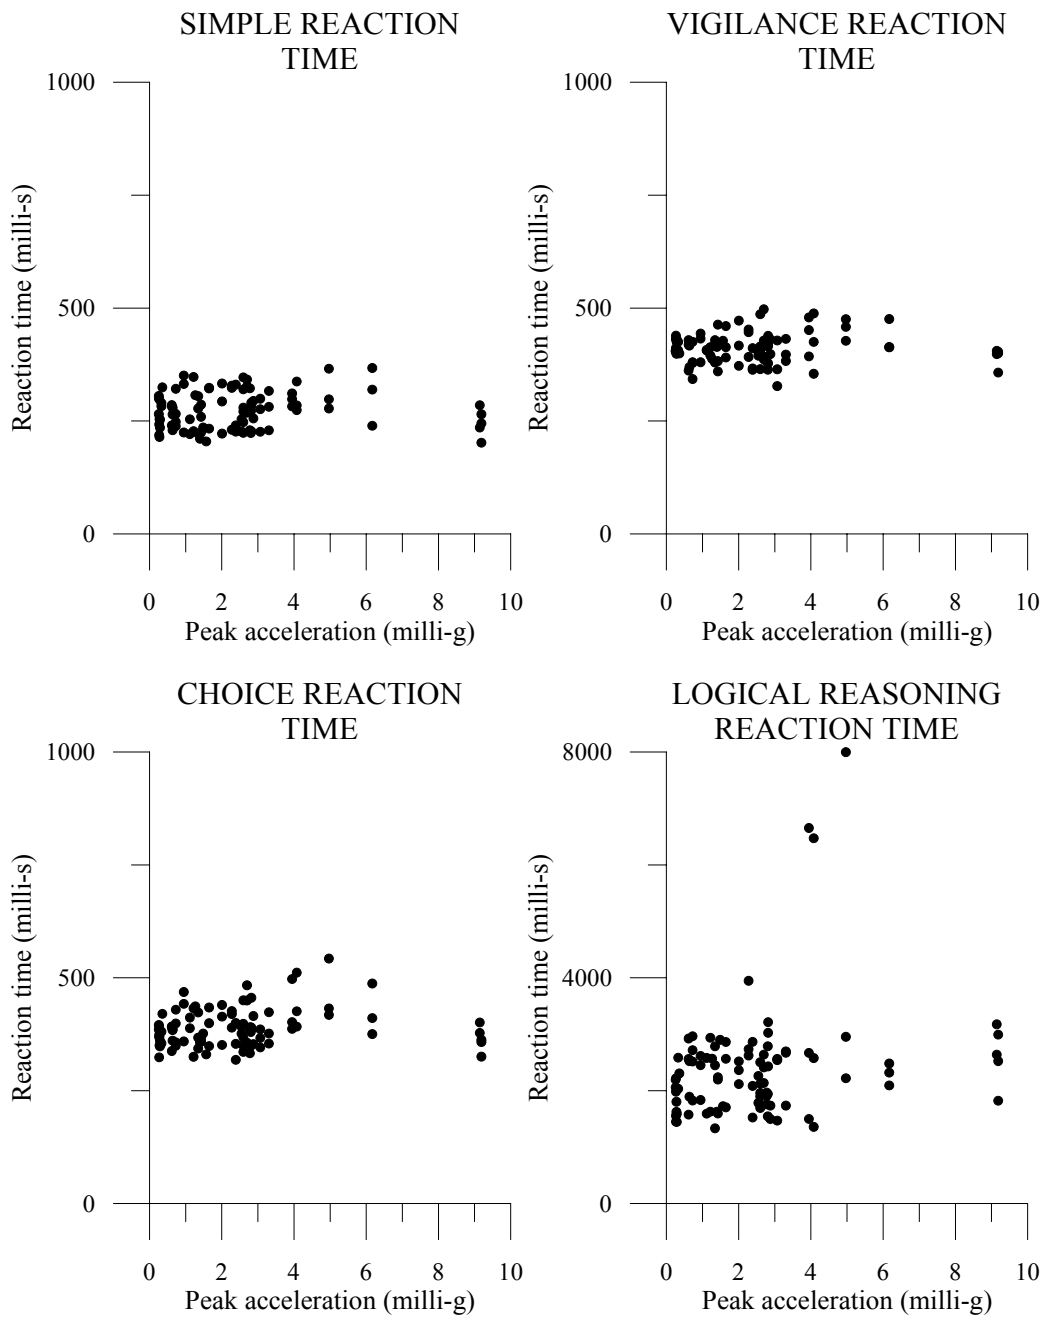 SIMPLE REACTION
TIME
1000
500
0
0 2 4 6 8 10
Reaction time (milli-s)
Peak acceleration (milli-g)
VIGILANCE REACTION
TIME
1000
500
0
0 2 4 6 8 10
Reaction time (milli-s)
Peak acceleration (milli-g)
CHOICE REACTION
TIME
1000
500
0
0 2 4 6 8 10
Reaction time (milli-s)
Peak acceleration (milli-g)
LOGICAL REASONING
REACTION TIME
8000
4000
0
0 2 4 6 8 10
Reaction time (milli-s)
Peak acceleration (milli-g)